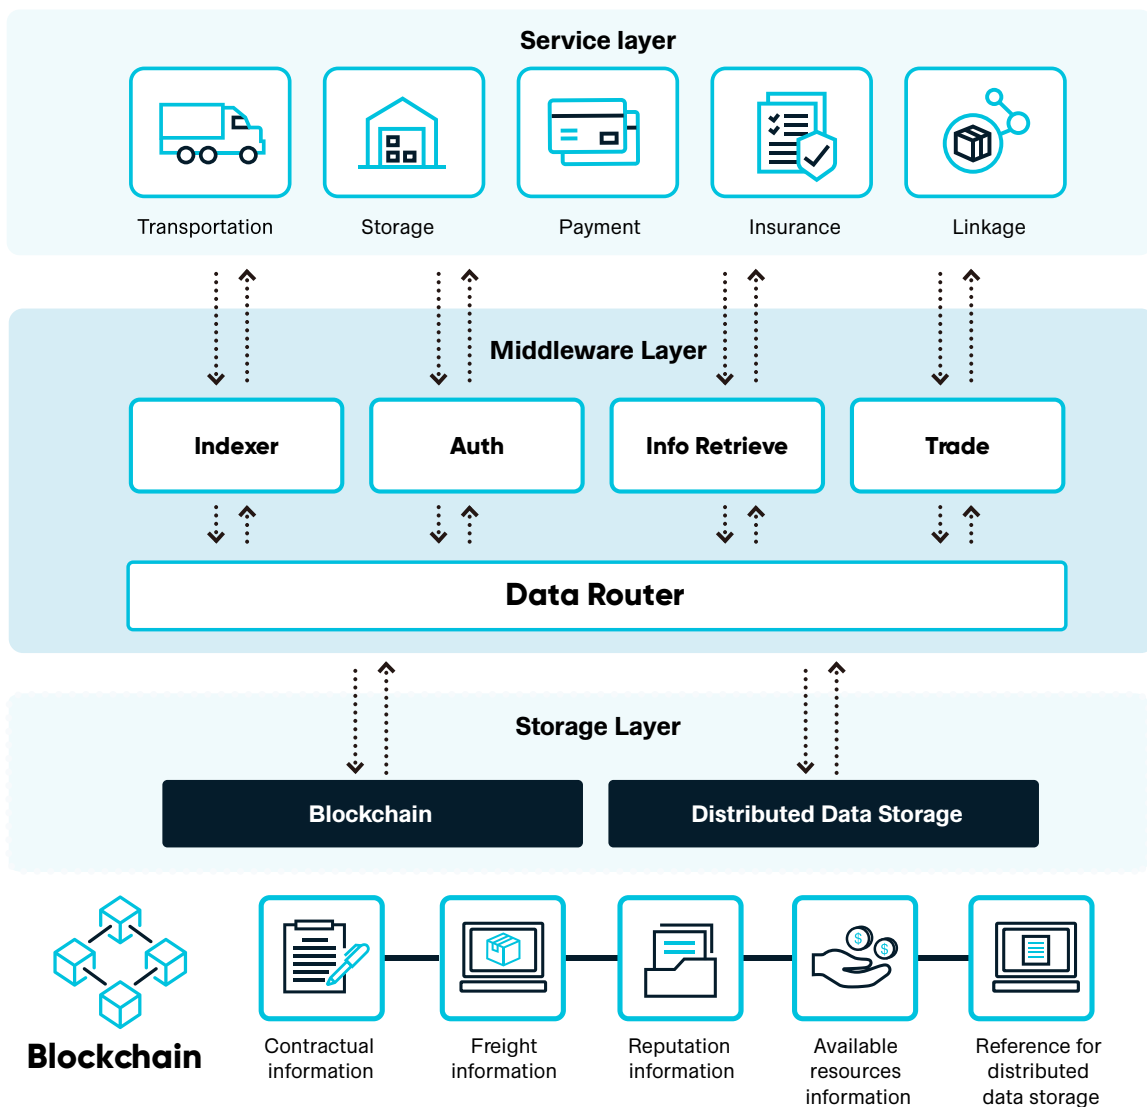 Service layer
Transportation
Storage
Payment
Insurance
Linkage
Middleware Layer
Indexer
Auth
Info Retrieve
Trade
Data Router
Storage Layer
Blockchain
Distributed Data Storage
$
$
Blockchain
Contractual
information
Freight
information
Reputation
information
Available
resources
information
Reference for
distributed
data storage